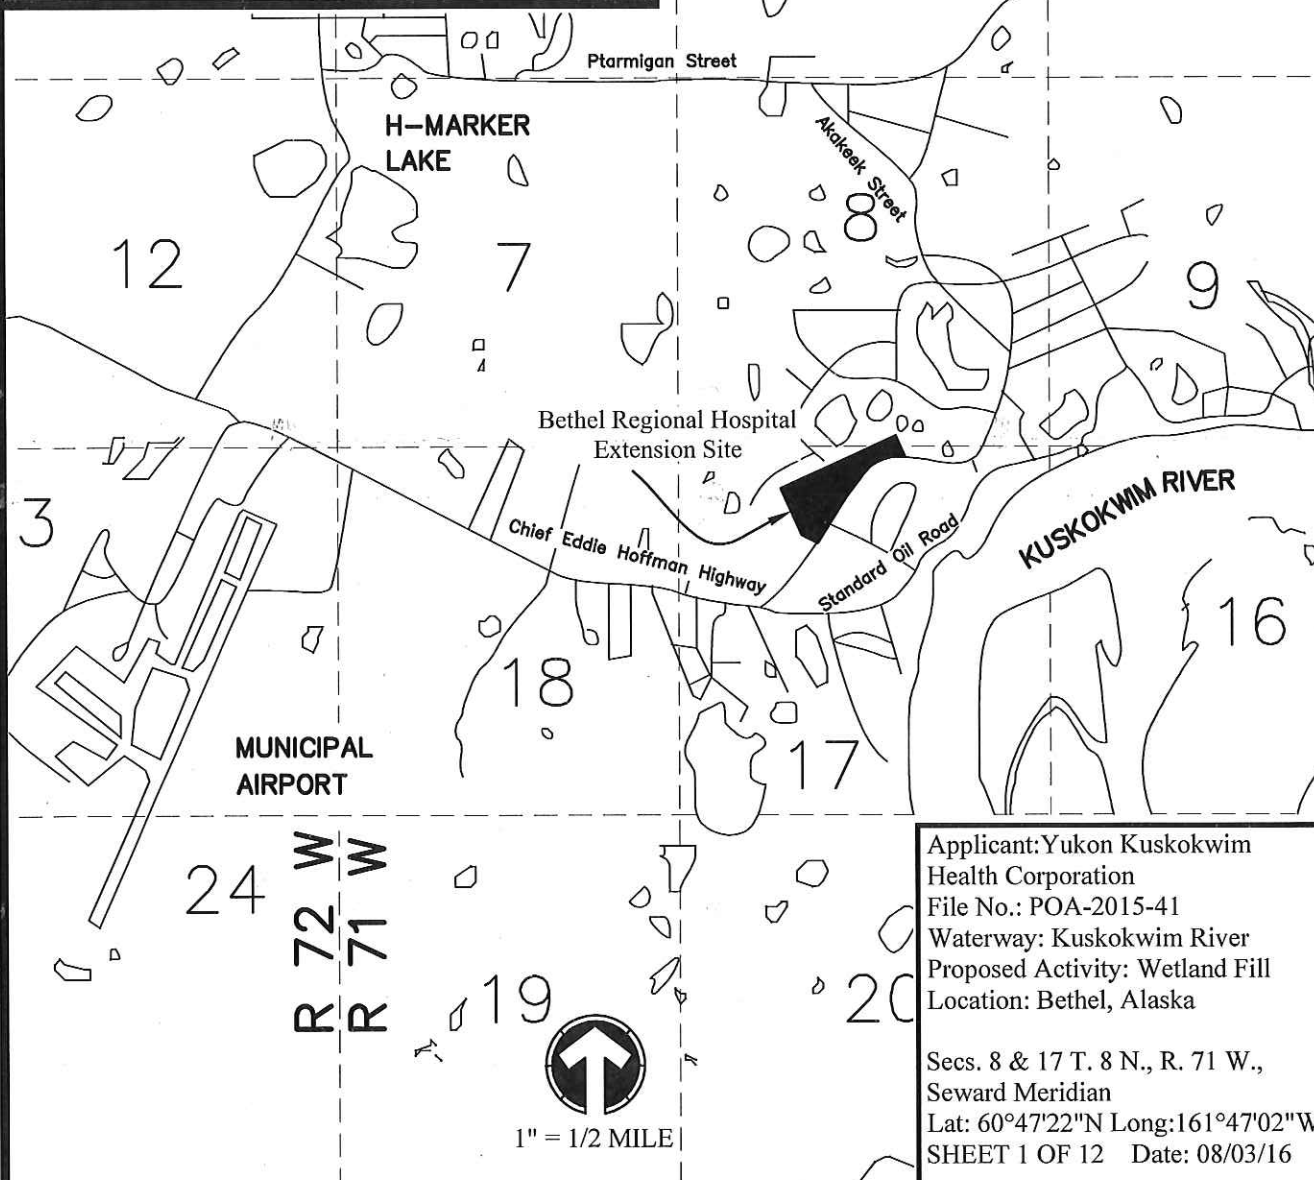 Ptarmigan Street
H-MARKER
LAKE
Akakeek Street
8
12
7
9
Bethel Regional Hospital
Extension Site
KUSKOKWIM RIVER
3
Chief Eddie Hoffman Highway
Standard Oil Road
16
18
17
MUNICIPAL
AIRPORT
24
R 72 W
R 71 W
19
20
1" = 1/2 MILE
Applicant:Yukon Kuskokwim
Health Corporation
File No.: POA-2015-41
Waterway: Kuskokwim River
Proposed Activity: Wetland Fill
Location: Bethel, Alaska
Secs. 8 & 17 T. 8 N., R. 71 W.,
Seward Meridian
Lat: 60°47'22"N Long:161°47'02"W
SHEET 1 OF 12 Date: 08/03/16